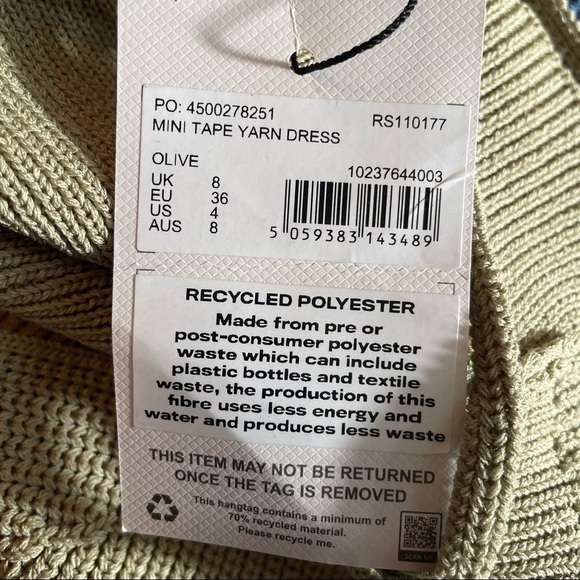 PO: 4500278251 RS110177
MINI TAPE YARN DRESS
OLIVE 10237644003
UK 8
EU 36
US 4
AUS 8
5 059383 143489
RECYCLED POLYESTER
Made from pre or
post-consumer polyester
waste which can include
plastic bottles and textile
waste, the production of this
fibre uses less energy and
water and produces less waste
THIS ITEM MAY NOT BE RETURNED
ONCE THE TAG IS REMOVED
This hangtag contains a minimum of
70% recycled material.
Please recycle me.
SCAN ME